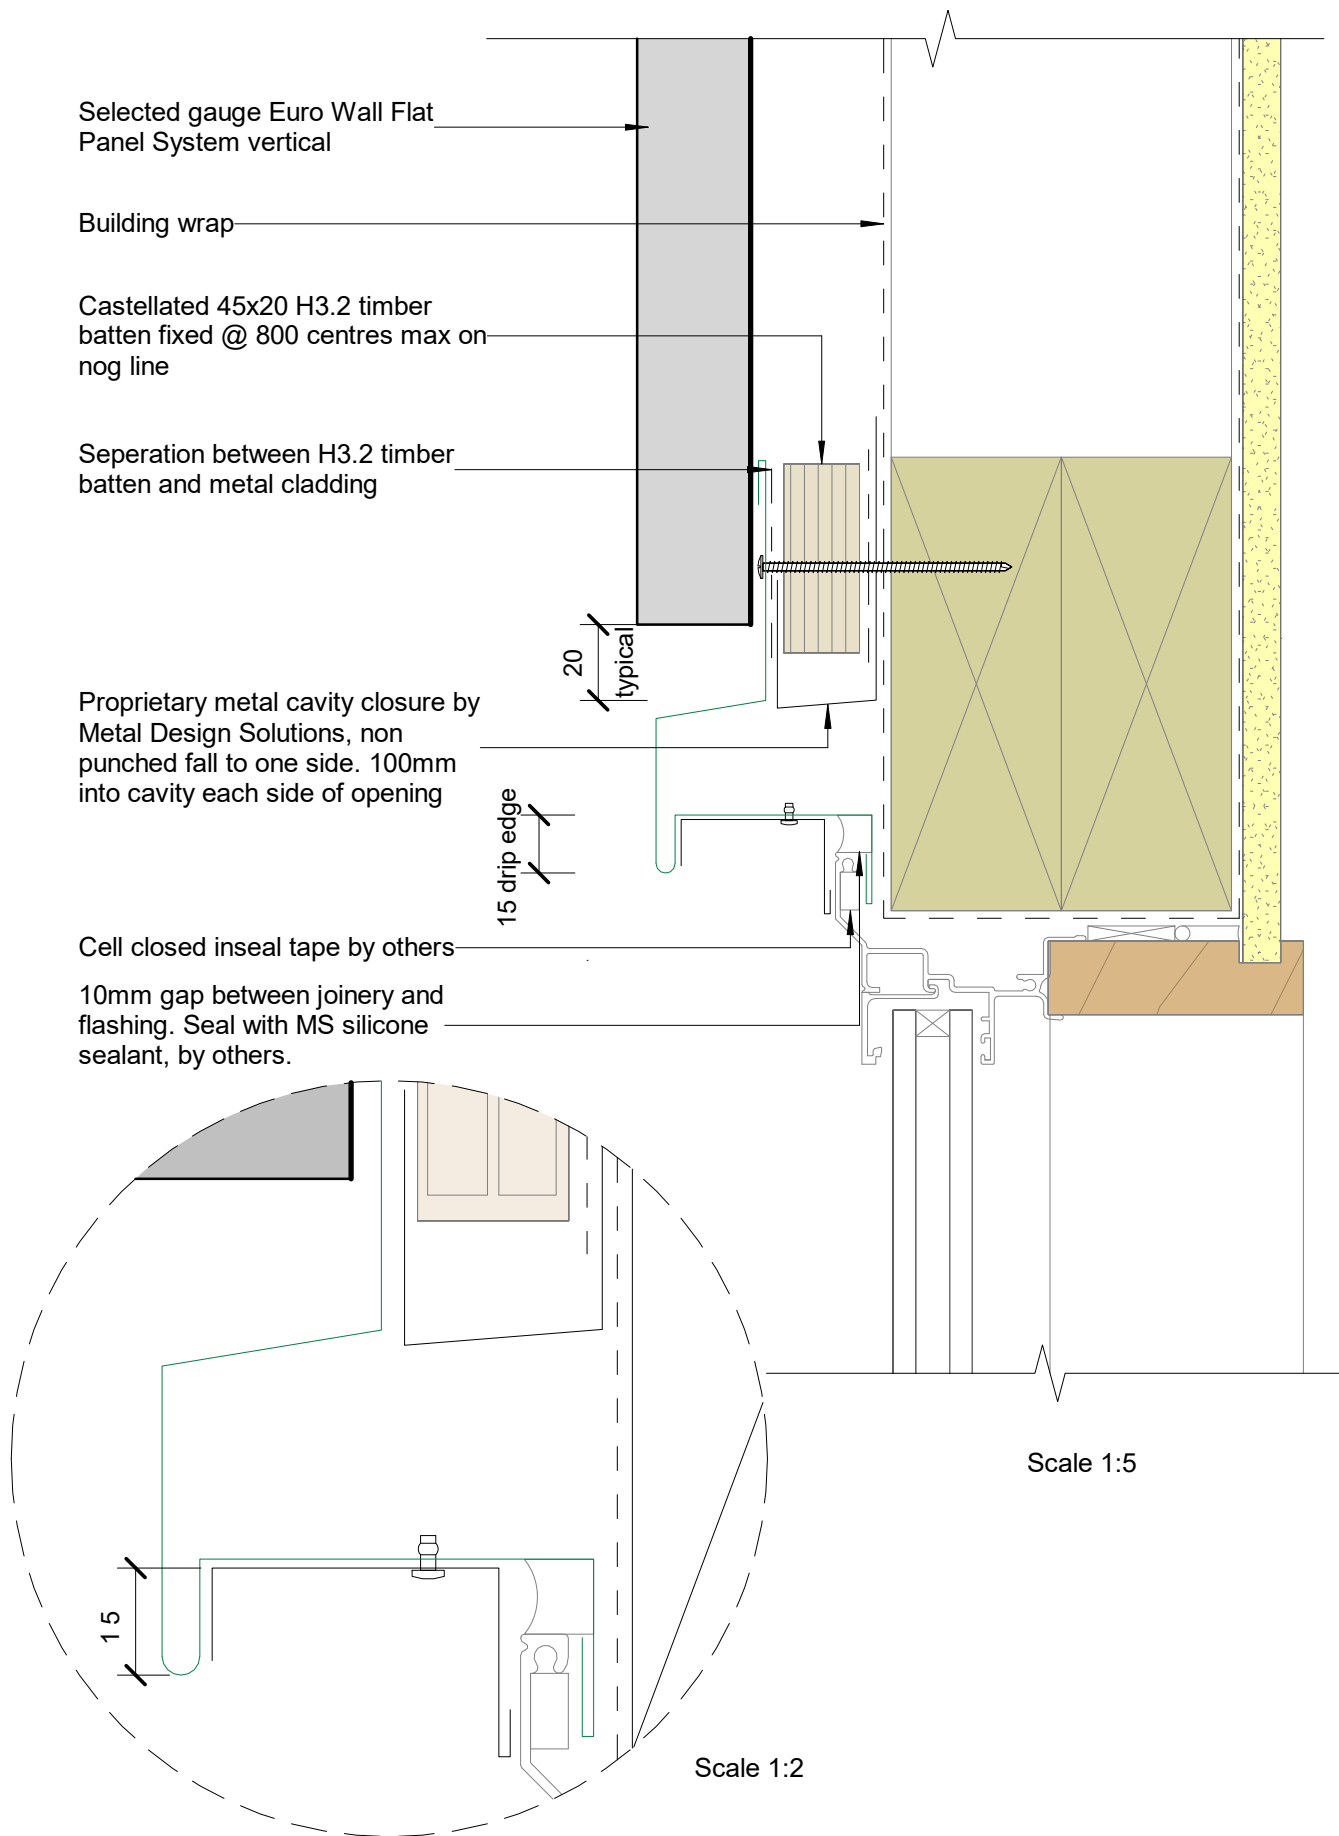 Selected gauge Euro Wall Flat
Panel System vertical
Building wrap
Castellated 45x20 H3.2 timber
batten fixed @ 800 centres max on
nog line
Seperation between H3.2 timber
batten and metal cladding
20
typical
Proprietary metal cavity closure by
Metal Design Solutions, non
punched fall to one side. 100mm
into cavity each side of opening
15 drip edge
Cell closed inseal tape by others
10mm gap between joinery and
flashing. Seal with MS silicone
sealant, by others.
Scale 1:5
15
Scale 1:2